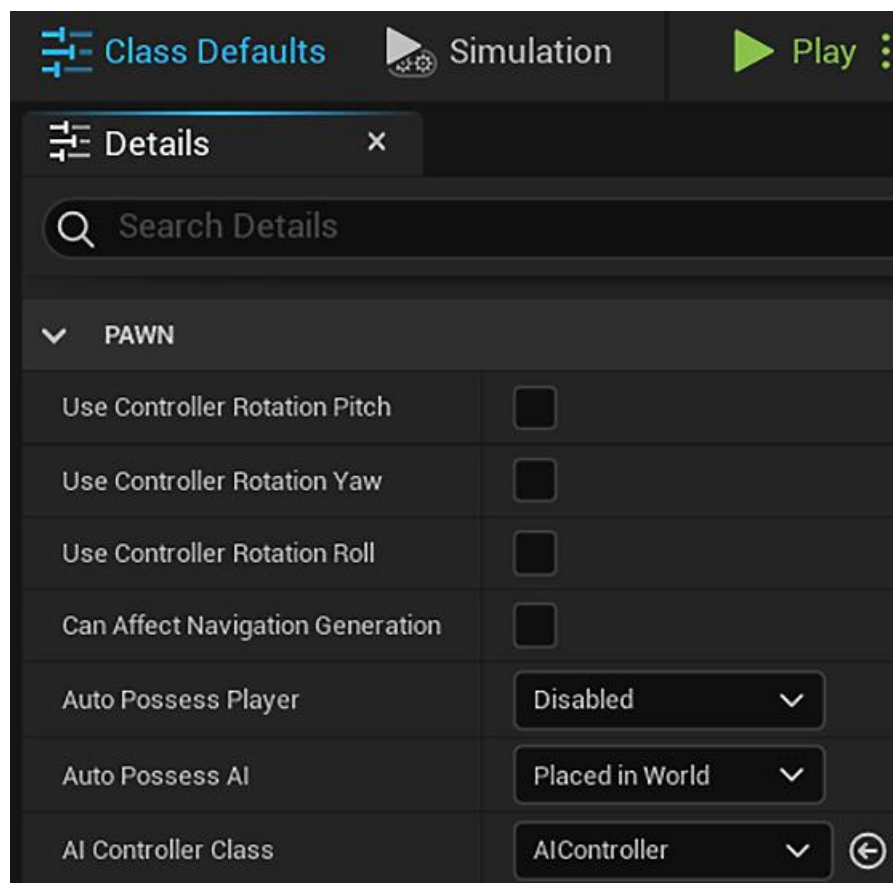 Class Defaults Simulation Play
Details
Search Details
PAWN
Use Controller Rotation Pitch
Use Controller Rotation Yaw
Use Controller Rotation Roll
Can Affect Navigation Generation
Auto Possess Player Disabled
Auto Possess AI Placed in World
AI Controller Class AIController